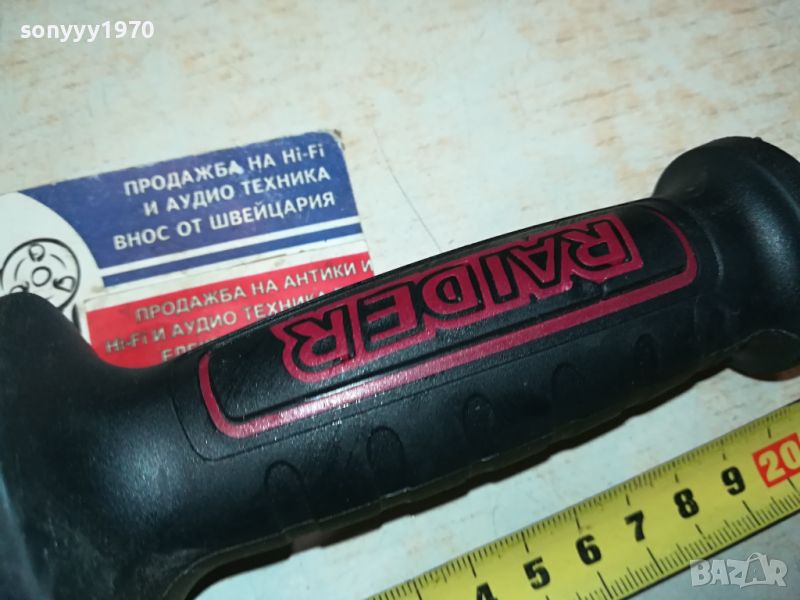 sonyyy1970
ПРОДАЖБА НА Hi-Fi
И АУДИО ТЕХНИКА
ВНОС ОТ ШВЕЙЦАРИЯ
ПРОДАЖБА НА АНТИКИ И
Hi-Fi И АУДИО ТЕХНИКА
RAIDER
4 5 6 7 8 9 20
BAZAR